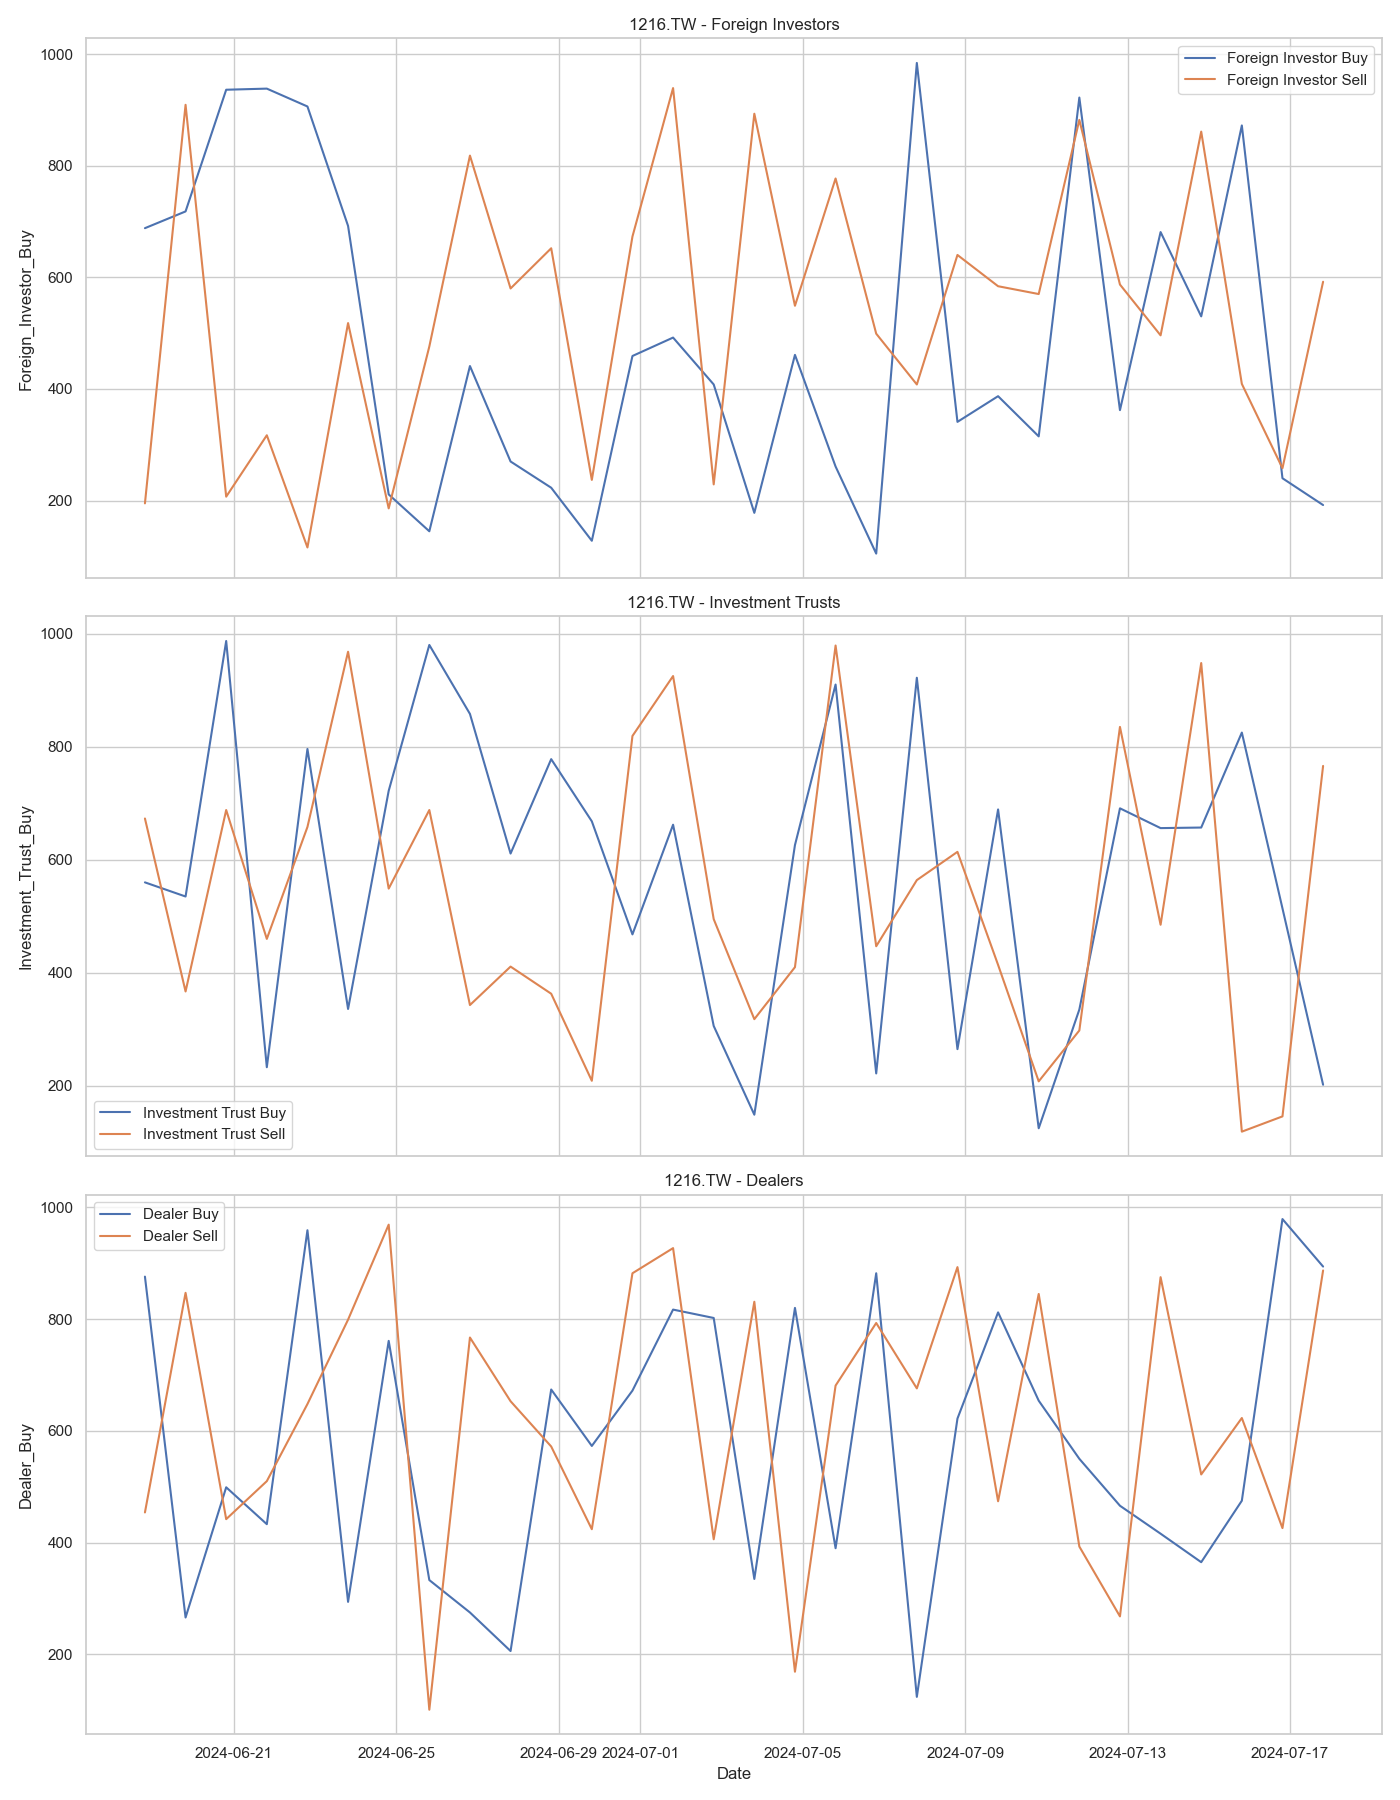 1216.TW - Foreign Investors
1000
800
600
400
200
Foreign_Investor_Buy
Foreign Investor Buy
Foreign Investor Sell
1216.TW - Investment Trusts
1000
800
600
400
200
Investment_Trust_Buy
Investment Trust Buy
Investment Trust Sell
1216.TW - Dealers
1000
800
600
400
200
Dealer_Buy
Dealer Buy
Dealer Sell
2024-06-21 2024-06-25 2024-06-29 2024-07-01 2024-07-05 2024-07-09 2024-07-13 2024-07-17
Date